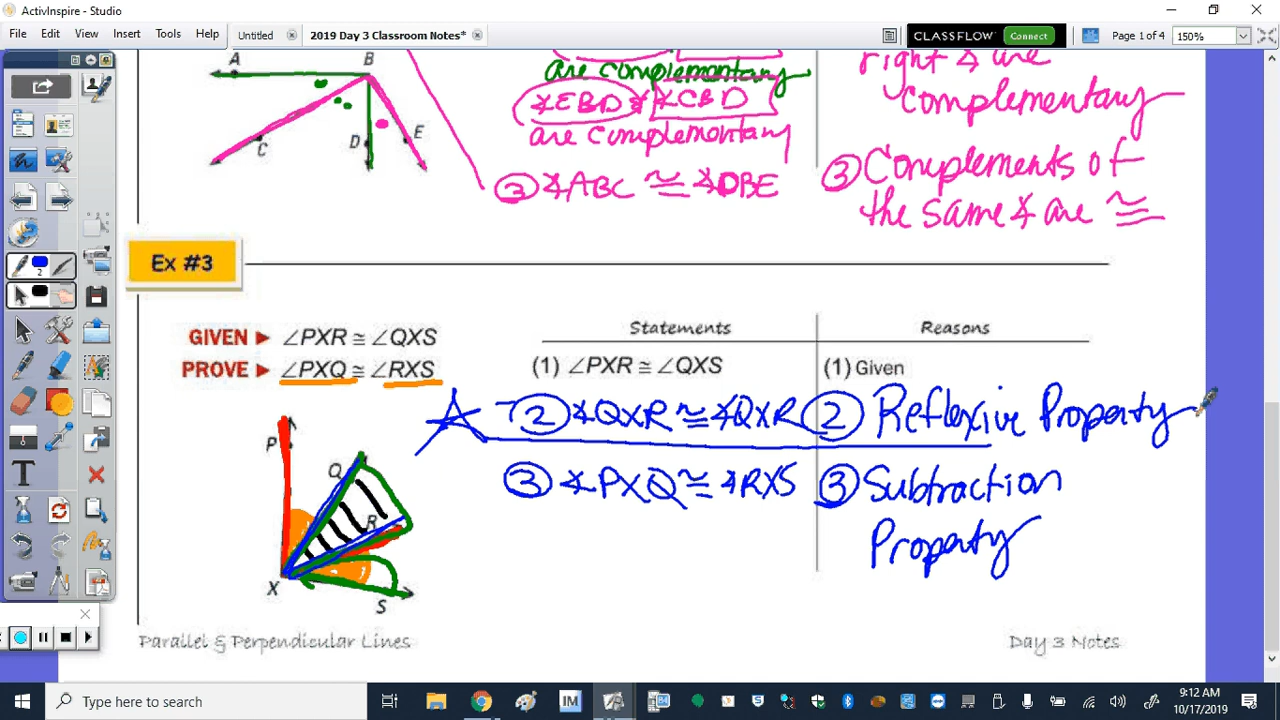 ActivInspire - Studio
File Edit View Insert Tools Help
Untitled
2019 Day 3 Classroom Notes*
CLASSFLOW Connect
Page 1 of 4
150%
A B
C D E
are complementary
∡EBD & ∡CBD
are complementary
③ ∡ABC ≅ ∡DBE
right ∡ are
complementary
③ Complements of
the same ∡ are ≅
Ex #3
GIVEN ► ∠PXR ≅ ∠QXS
PROVE ► ∠PXQ ≅ ∠RXS
Statements Reasons
(1) ∠PXR ≅ ∠QXS (1) Given
② ∡QXR ≅ ∡QXR ② Reflexive Property
③ ∡PXQ ≅ ∡RXS ③ Subtraction
Property
P
Q
R
X
S
Parallel & Perpendicular Lines
Day 3 Notes
2
T
Type here to search
IM
9:12 AM
10/17/2019